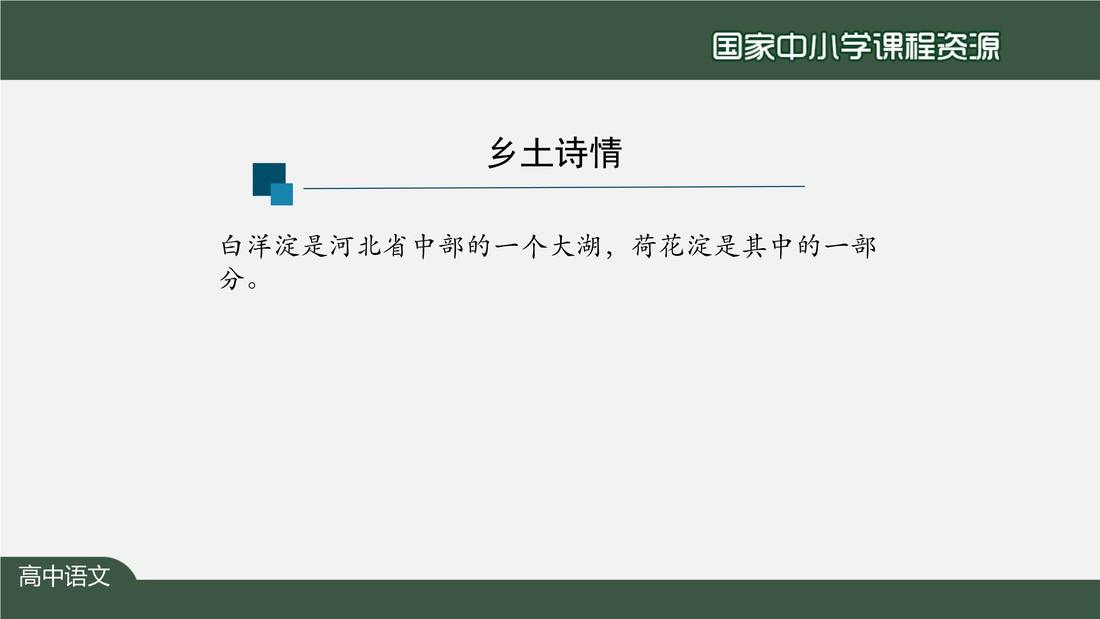 国家中小学课程资源
乡土诗情
白洋淀是河北省中部的一个大湖，荷花淀是其中的一部
分。
高中语文